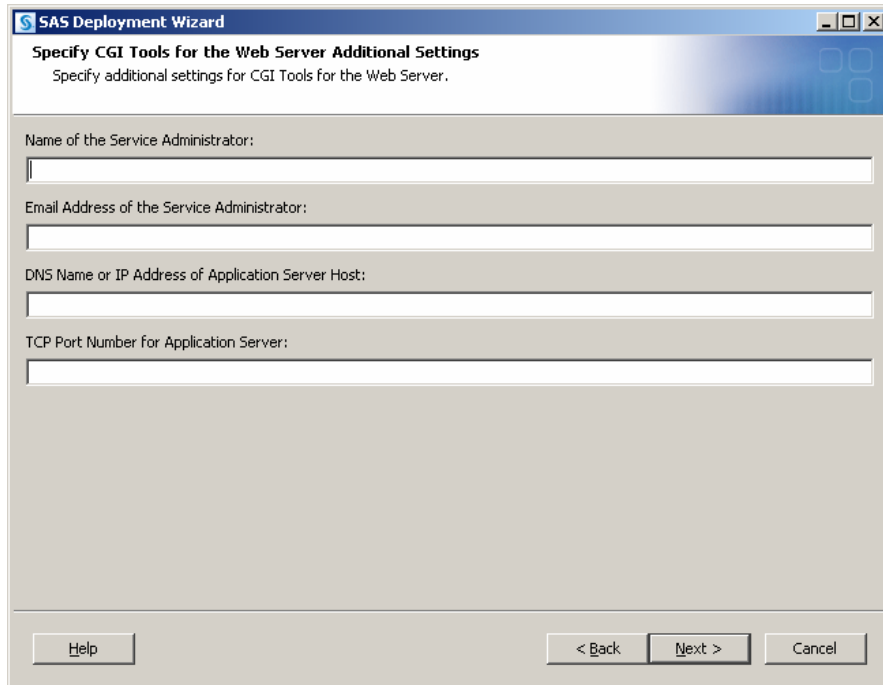 SAS Deployment Wizard
Specify CGI Tools for the Web Server Additional Settings
Specify additional settings for CGI Tools for the Web Server.
Name of the Service Administrator:
Email Address of the Service Administrator:
DNS Name or IP Address of Application Server Host:
TCP Port Number for Application Server:
Help < Back Next > Cancel